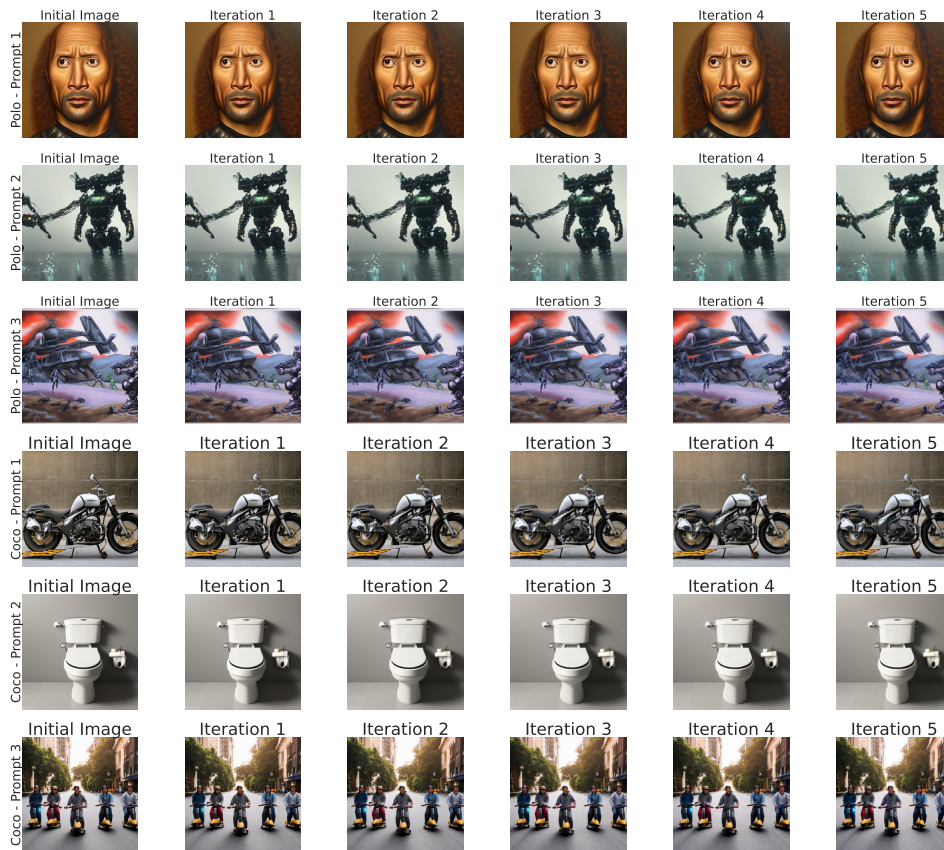 Initial Image Iteration 1 Iteration 2 Iteration 3 Iteration 4 Iteration 5
Polo - Prompt 1
Initial Image Iteration 1 Iteration 2 Iteration 3 Iteration 4 Iteration 5
Polo - Prompt 2
Initial Image Iteration 1 Iteration 2 Iteration 3 Iteration 4 Iteration 5
Polo - Prompt 3
Initial Image Iteration 1 Iteration 2 Iteration 3 Iteration 4 Iteration 5
Coco - Prompt 1
Initial Image Iteration 1 Iteration 2 Iteration 3 Iteration 4 Iteration 5
Coco - Prompt 2
Initial Image Iteration 1 Iteration 2 Iteration 3 Iteration 4 Iteration 5
Coco - Prompt 3